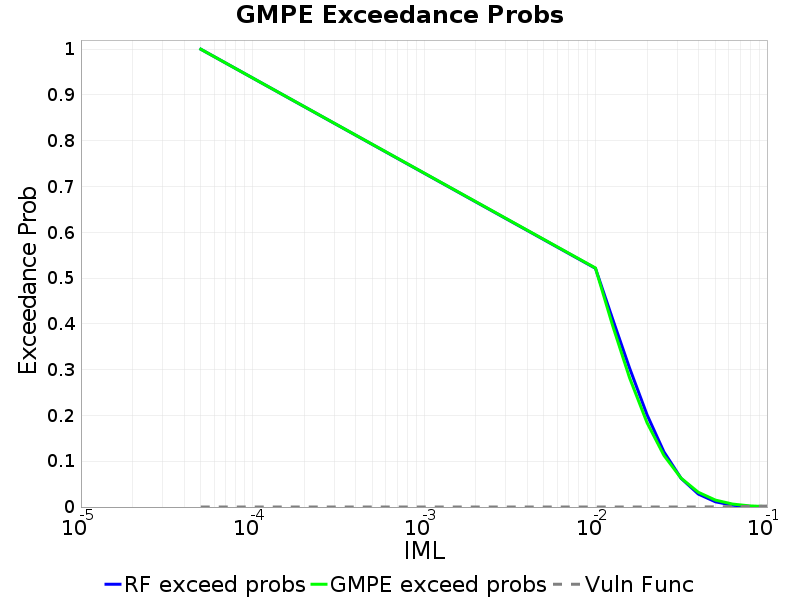 GMPE Exceedance Probs
Exceedance Prob
1
0.9
0.8
0.7
0.6
0.5
0.4
0.3
0.2
0.1
0
10^-5 10^-4 10^-3 10^-2 10^-1
IML
RF exceed probs GMPE exceed probs Vuln Func